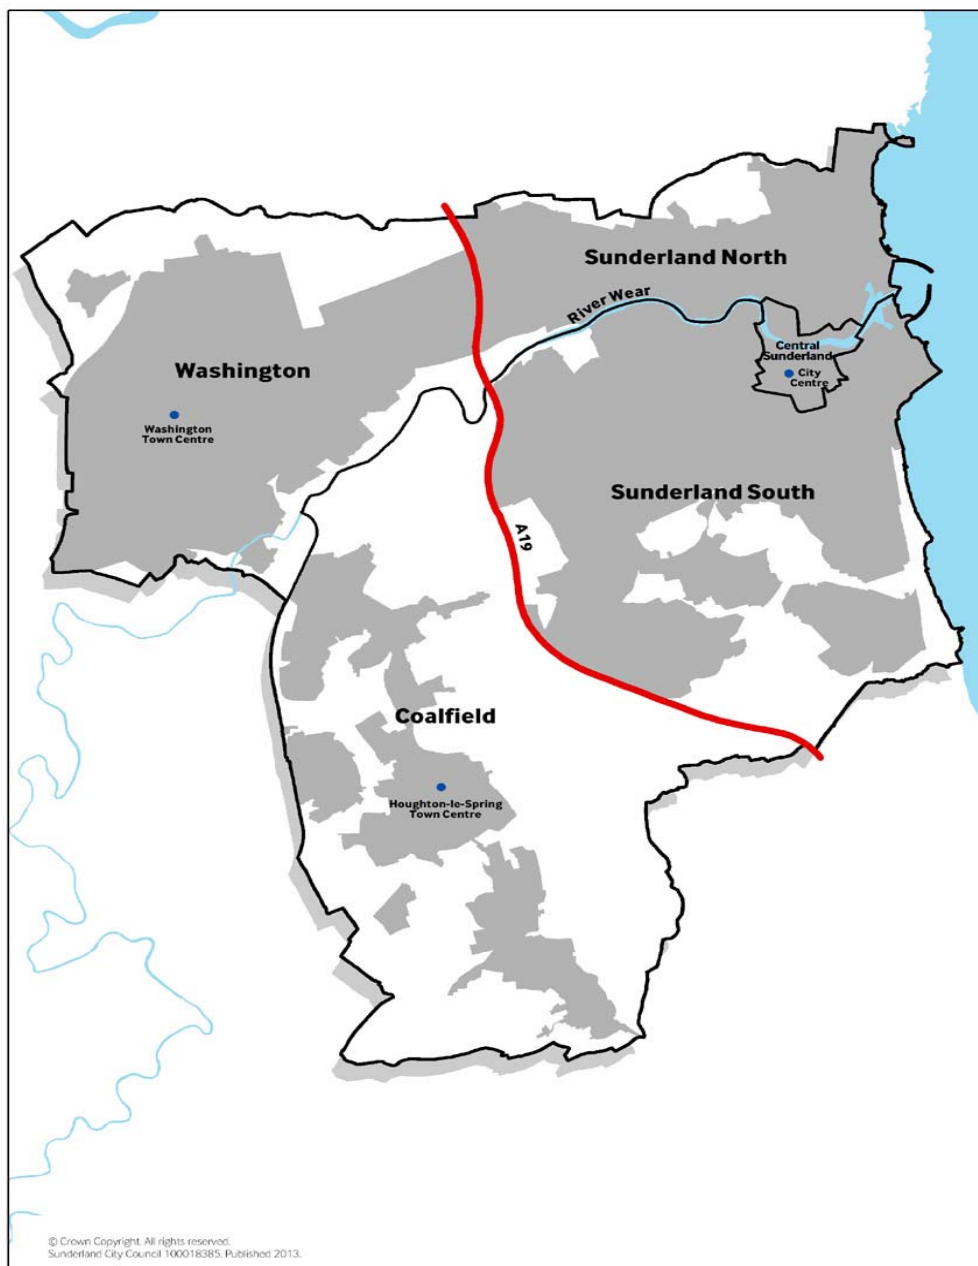 Sunderland North
River Wear
Central
Sunderland
City
Centre
Washington
Washington
Town Centre
Sunderland South
A19
Coalfield
Houghton-le-Spring
Town Centre
© Crown Copyright. All rights reserved.
Sunderland City Council 100018385. Published 2013.